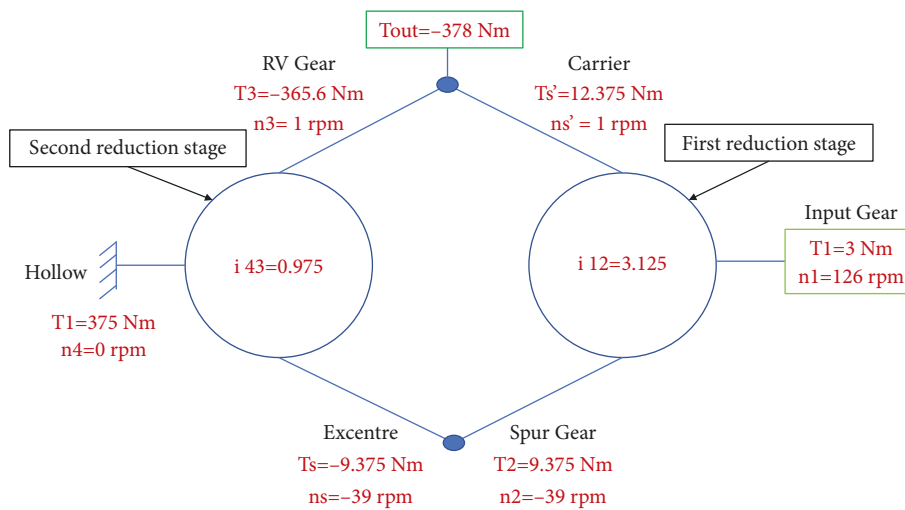 Tout=–378 Nm
RV Gear
T3=–365.6 Nm
n3= 1 rpm
Carrier
Ts’=12.375 Nm
ns’ = 1 rpm
Second reduction stage
First reduction stage
Input Gear
T1=3 Nm
n1=126 rpm
Hollow
T1=375 Nm
n4=0 rpm
i 43=0.975
i 12=3.125
Excentre
Ts=–9.375 Nm
ns=–39 rpm
Spur Gear
T2=9.375 Nm
n2=–39 rpm